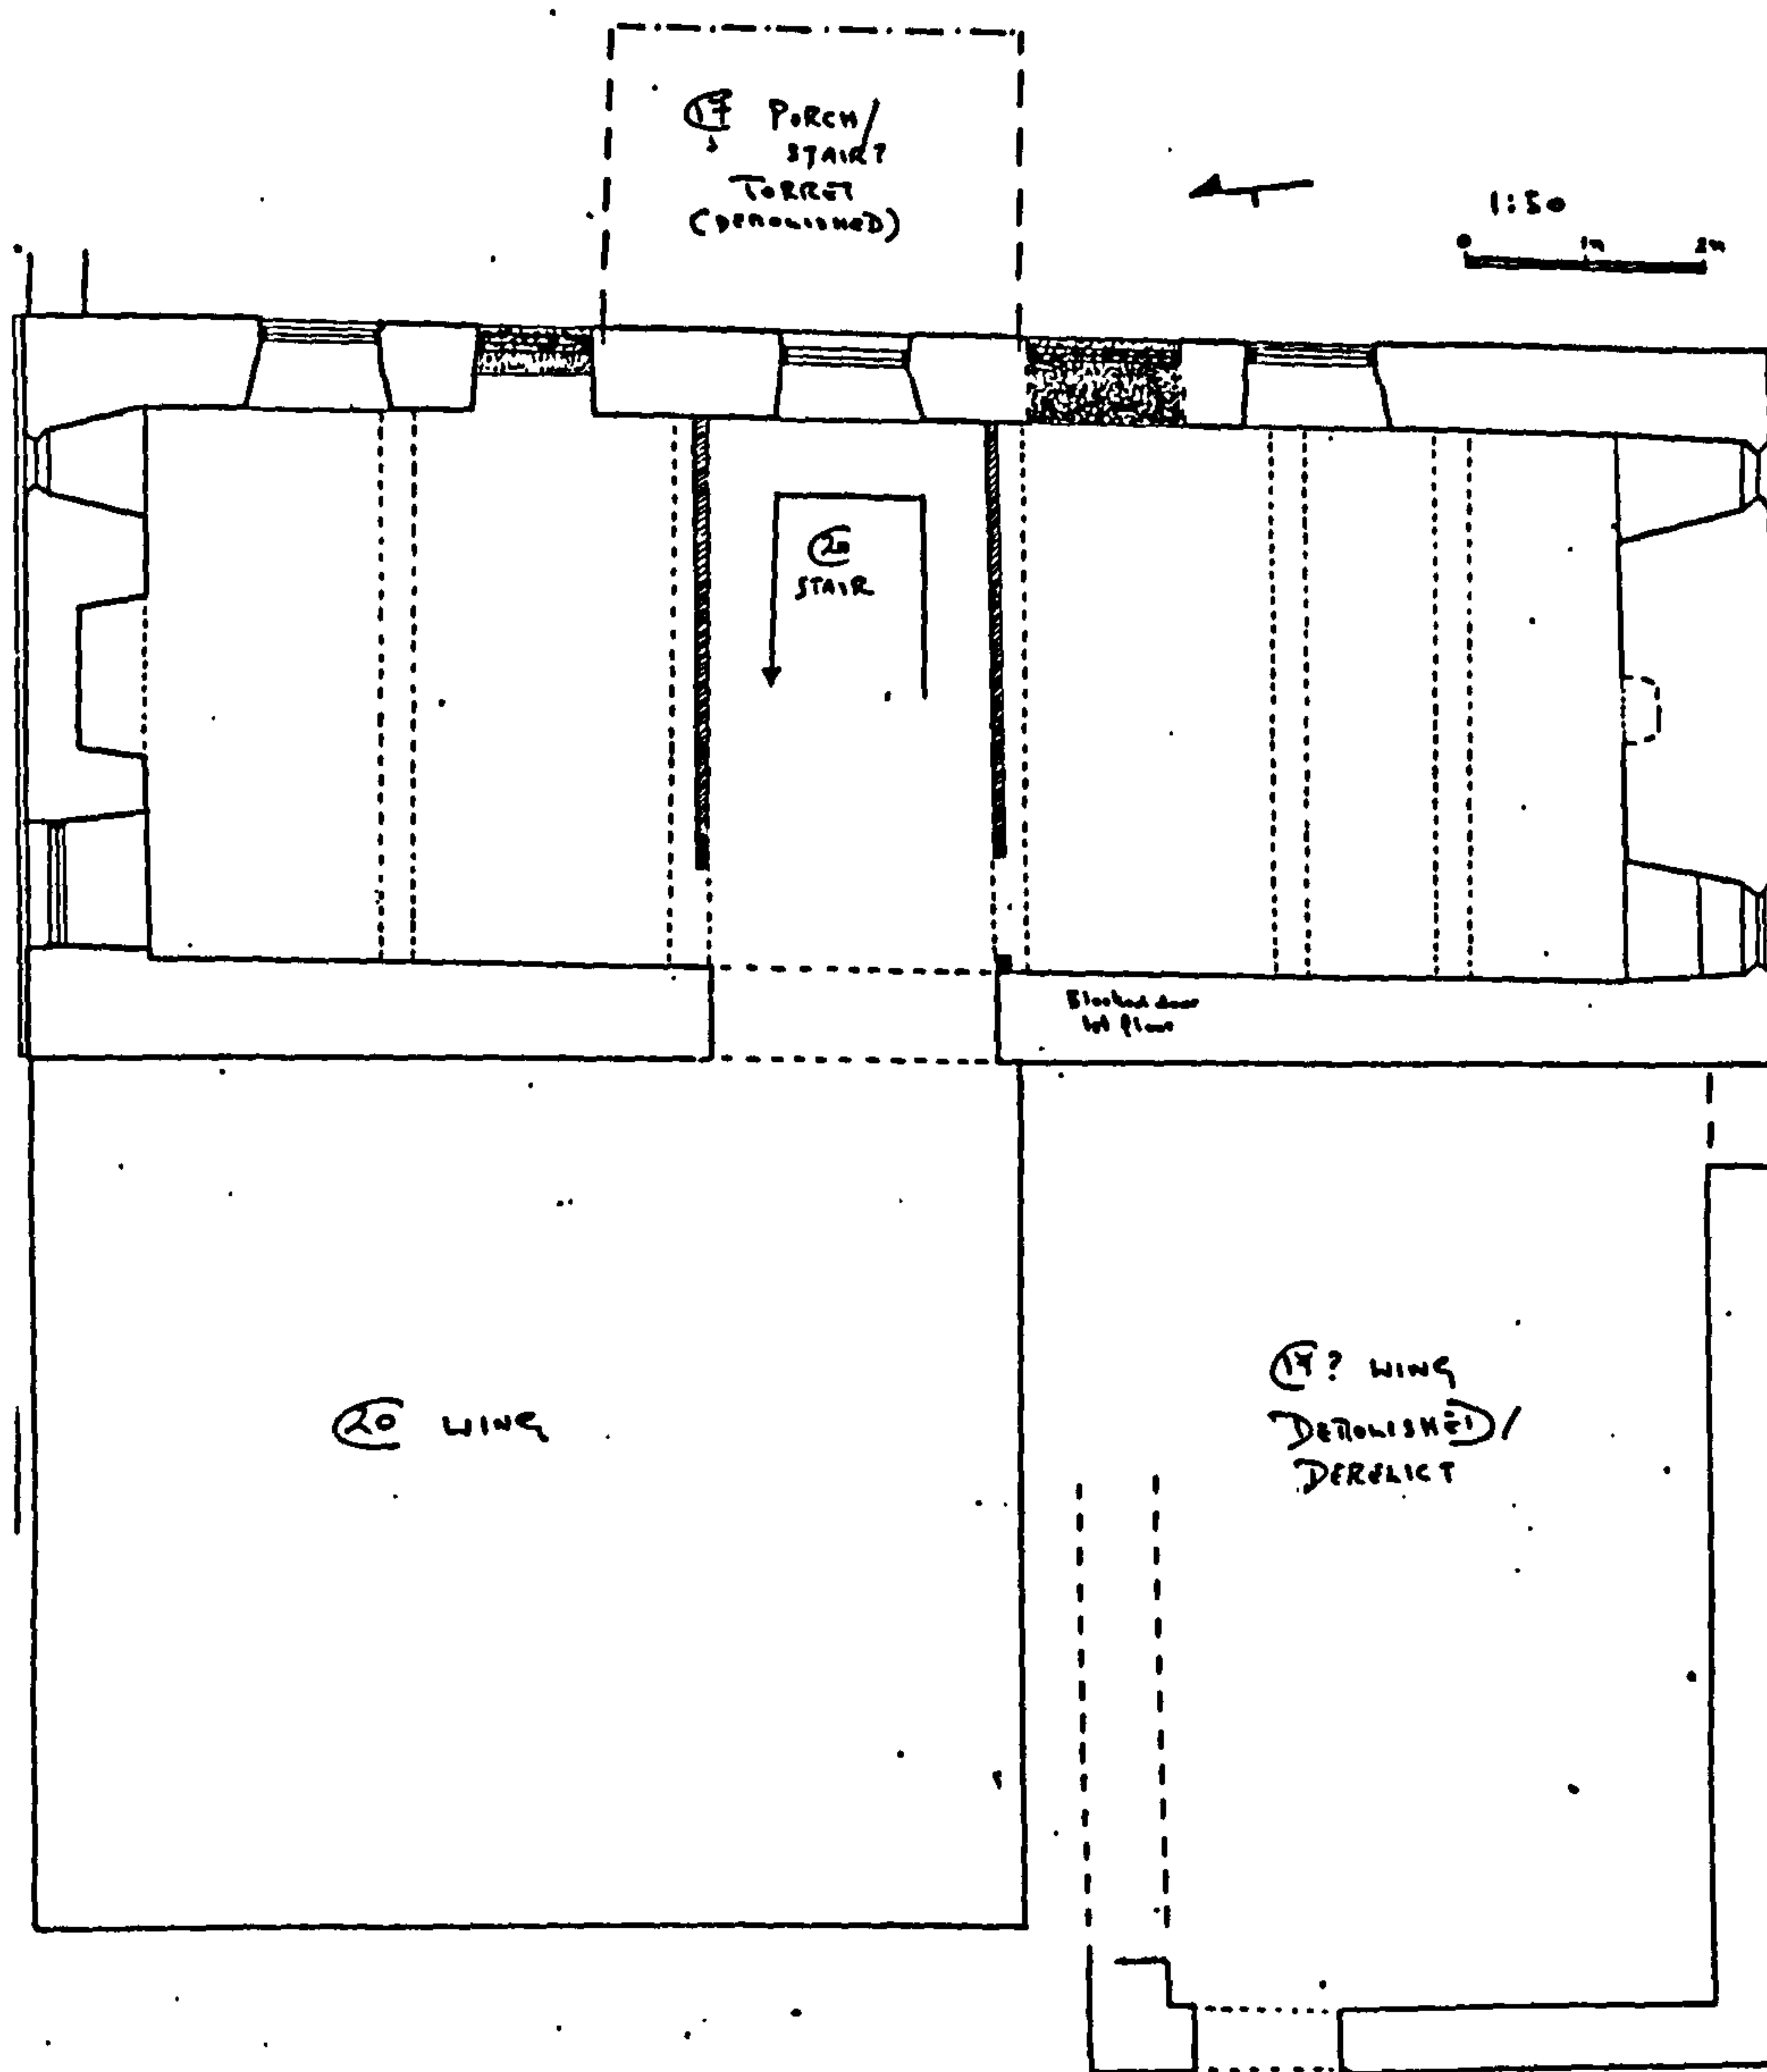 17 PORCH/
STAIR?
TORRET
(DEMOLISHED)
1:50
0 1m 2m
20
STAIR
Blocked door
1st floor
20 WING
17? WING
DEMOLISHED/
DERELICT